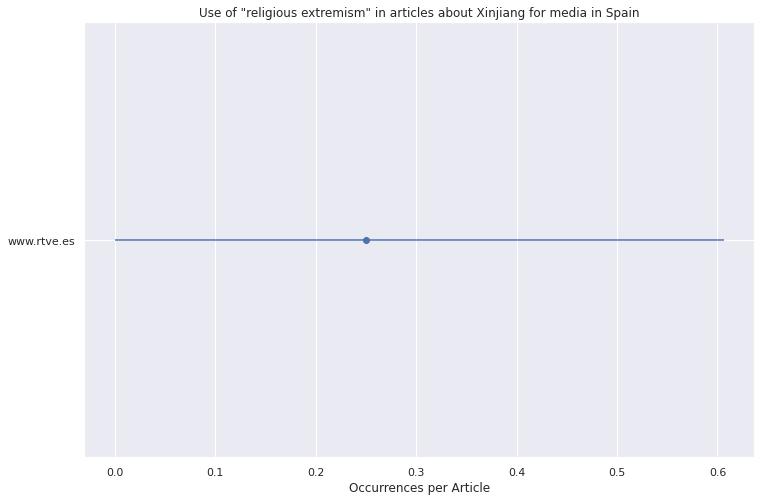 Use of "religious extremism" in articles about Xinjiang for media in Spain
www.rtve.es
0.0 0.1 0.2 0.3 0.4 0.5 0.6
Occurrences per Article